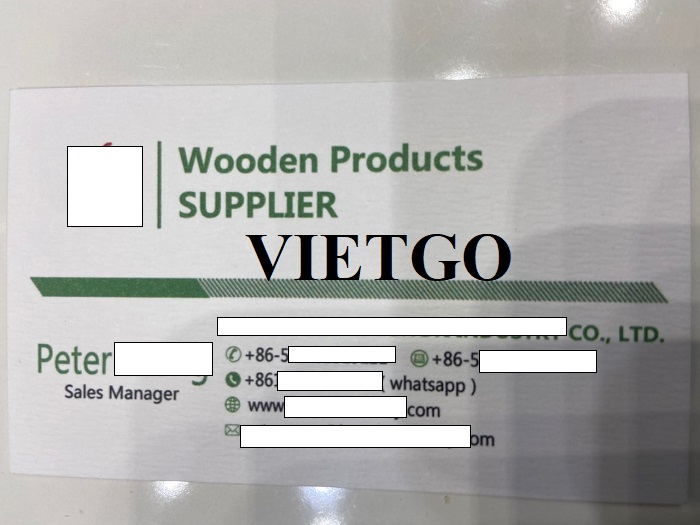 Wooden Products
SUPPLIER
VIETGO
CO., LTD.
Peter
Sales Manager
+86-5
+86-5
+86
( whatsapp )
www
com
om